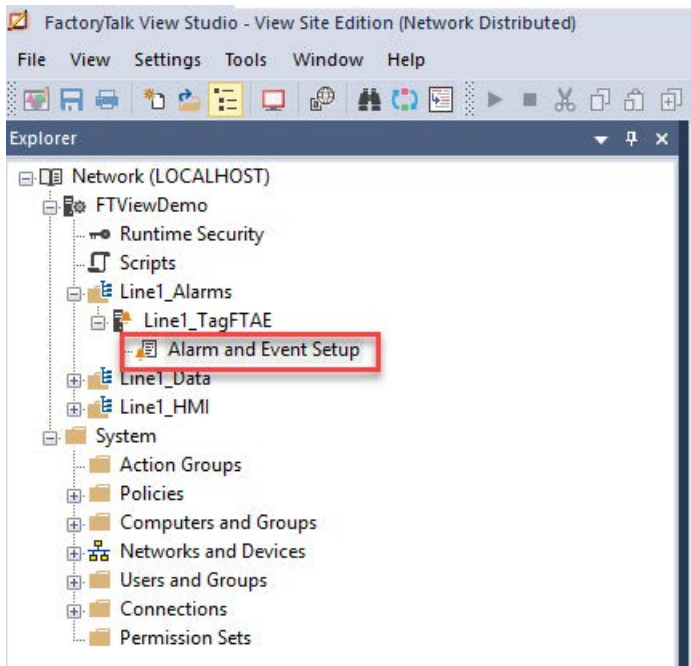 FactoryTalk View Studio - View Site Edition (Network Distributed)
File View Settings Tools Window Help
Explorer
Network (LOCALHOST)
FTViewDemo
Runtime Security
Scripts
Line1_Alarms
Line1_TagFTAE
Alarm and Event Setup
Line1_Data
Line1_HMI
System
Action Groups
Policies
Computers and Groups
Networks and Devices
Users and Groups
Connections
Permission Sets